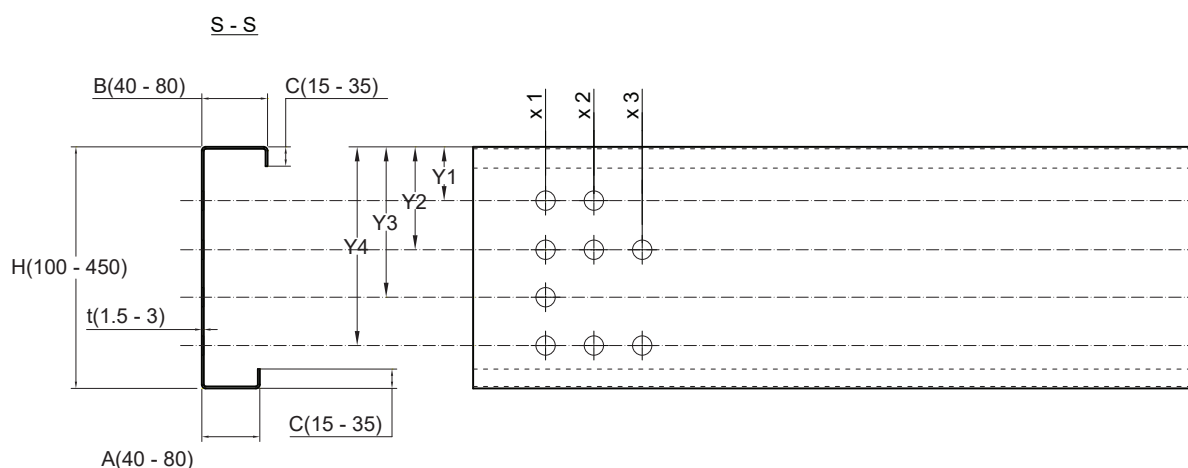 S - S
B(40 - 80)
C(15 - 35)
x 1
x 2
x 3
Y1
Y2
Y3
Y4
H(100 - 450)
t(1.5 - 3)
C(15 - 35)
A(40 - 80)